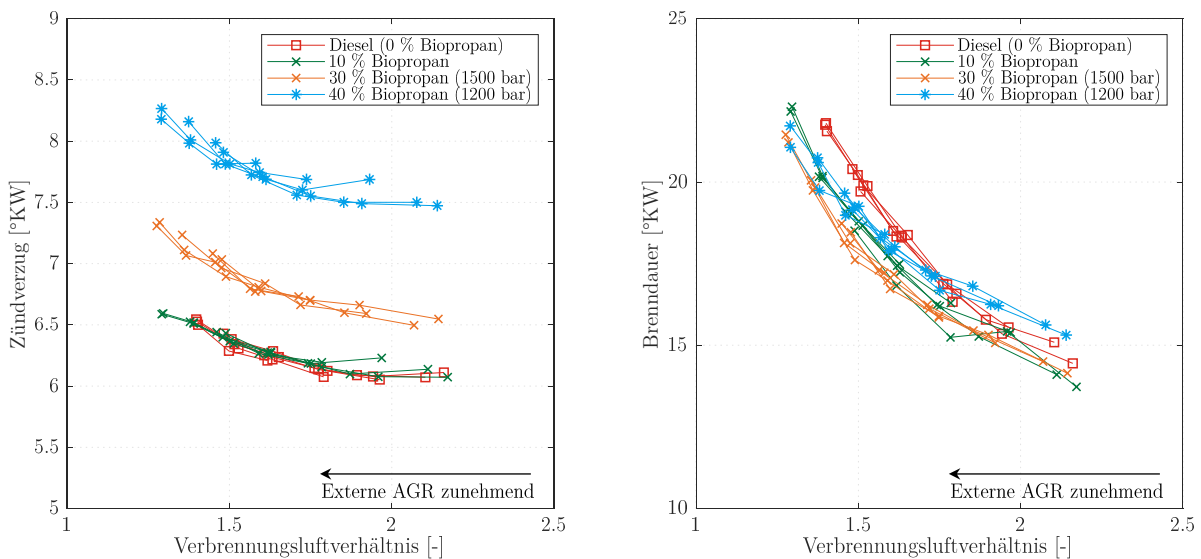 9
8.5
8
7.5
7
6.5
6
5.5
5
1
1.5
2
2.5
Zündverzug [°KW]
Verbrennungsluftverhältnis [-]
Diesel (0 % Biopropan)
10 % Biopropan
30 % Biopropan (1500 bar)
40 % Biopropan (1200 bar)
Externe AGR zunehmend
25
20
15
10
1
1.5
2
2.5
Brenndauer [°KW]
Verbrennungsluftverhältnis [-]
Diesel (0 % Biopropan)
10 % Biopropan
30 % Biopropan (1500 bar)
40 % Biopropan (1200 bar)
Externe AGR zunehmend